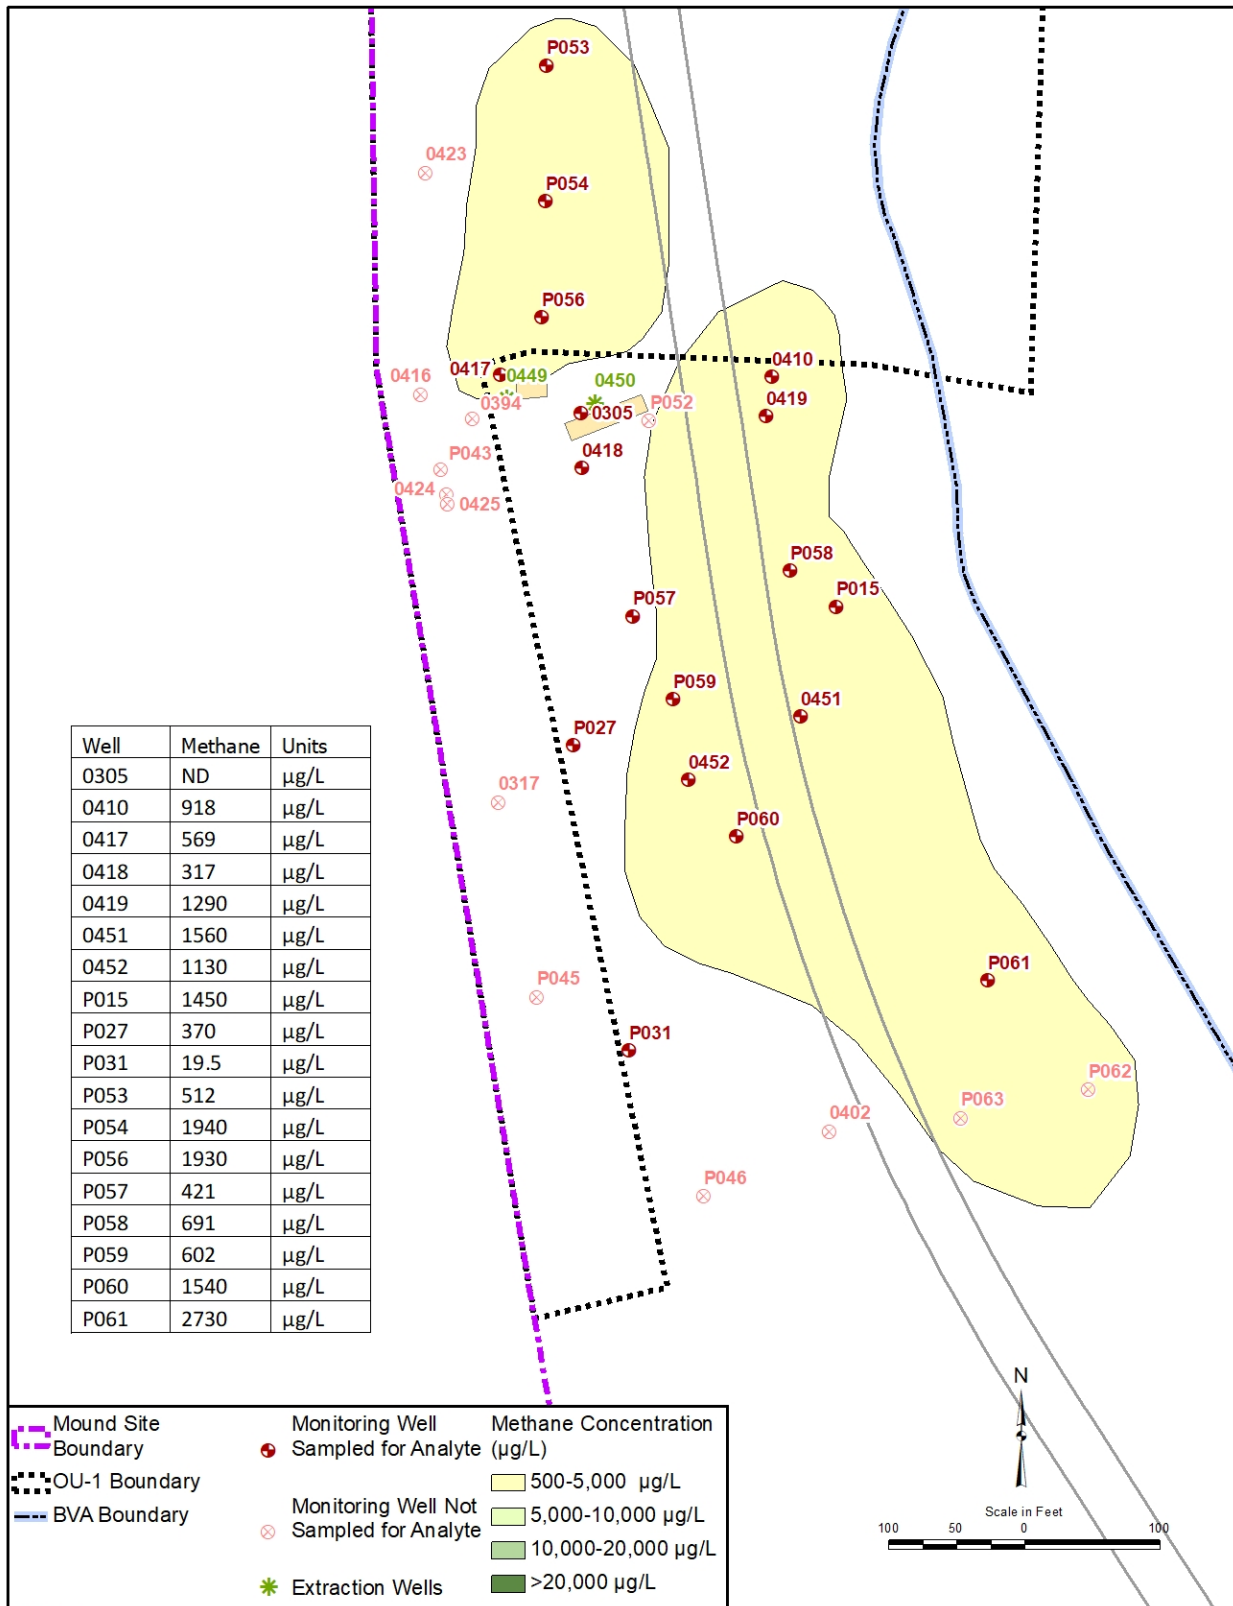 P053
0423
P054
P056
0417
0449
0416
0394
0450
0305
P052
0410
0419
0418
P043
0424
0425
P058
P015
P057
P059
0451
P027
0452
0317
P060
P061
P045
P031
P062
P063
0402
P046
Well Methane Units
0305 ND µg/L
0410 918 µg/L
0417 569 µg/L
0418 317 µg/L
0419 1290 µg/L
0451 1560 µg/L
0452 1130 µg/L
P015 1450 µg/L
P027 370 µg/L
P031 19.5 µg/L
P053 512 µg/L
P054 1940 µg/L
P056 1930 µg/L
P057 421 µg/L
P058 691 µg/L
P059 602 µg/L
P060 1540 µg/L
P061 2730 µg/L
Mound Site
Boundary
OU-1 Boundary
BVA Boundary
Monitoring Well
Sampled for Analyte
Monitoring Well Not
Sampled for Analyte
Extraction Wells
Methane Concentration
(µg/L)
500-5,000 µg/L
5,000-10,000 µg/L
10,000-20,000 µg/L
>20,000 µg/L
N
Scale in Feet
100 50 0 100